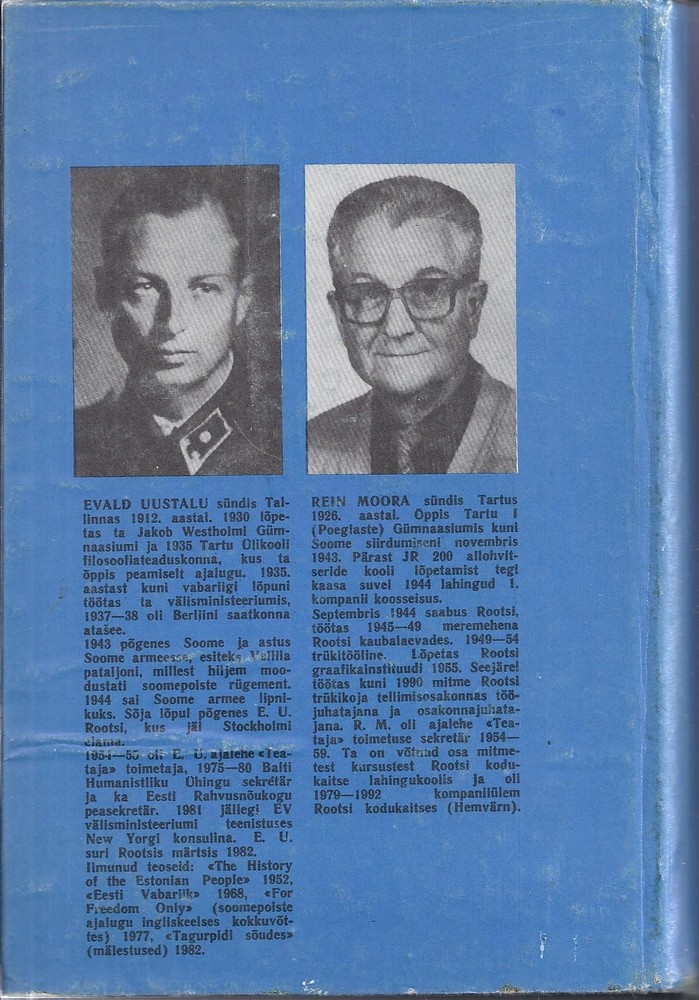 EVALD UUSTALU sündis Tal-
linnas 1912. aastal. 1930 lõpe-
tas ta Jakob Westholmi Güm-
naasiumi ja 1935 Tartu Ülikooli
filosoofiateaduskonna, kus ta
õppis peamiselt ajalugu. 1935.
aastast kuni vabariigi lõpuni
töötas ta välisministeeriumis,
1937—38 oli Berliini saatkonna
atašee.
1943 põgenes Soome ja astus
Soome armeesse, esiteks Kallila
pataljoni, millest hiljem moo-
dustati soomepoiste rügement.
1944 sai Soome armee lipni-
kuks. Sõja lõpul põgenes E. U.
Rootsi, kus jäi Stockholmi
elama.
1954—55 oli E. U. ajalehe «Tea-
taja» toimetaja, 1975—80 Balti
Humanistliku Ühingu sekretär
ja ka Eesti Rahvusnõukogu
peasekretär. 1981 jällegi EV
välisministeeriumi teenistuses
New Yorgi konsulina. E. U.
suri Rootsis märtsis 1982.
Ilmunud teoseid: «The History
of the Estonian People» 1952,
«Eesti Vabariik» 1968, «For
Freedom Only» (soomepoiste
ajalugu ingliskeelses kokkuvõt-
tes) 1977, «Tagurpidi sõudes»
(mälestused) 1982.
REIN MOORA sündis Tartus
1926. aastal. Õppis Tartu I
(Poeglaste) Gümnaasiumis kuni
Soome siirdumiseni novembris
1943. Pärast JR 200 allohvit-
seride kooli lõpetamist tegi
kaasa suvel 1944 lahingud 1.
kompanii koosseisus.
Septembris 1944 saabus Rootsi,
töötas 1945—49 meremehena
Rootsi kaubalaevades. 1949—54
trükitööline. Lõpetas Rootsi
graafikainstituudi 1955. Seejärel
töötas kuni 1990 mitme Rootsi
trükikoja tellimisosakonnas töö-
juhatajana ja osakonnajuhata-
jana. R. M. oli ajalehe «Tea-
taja» toimetuse sekretär 1954—
59. Ta on võtnud osa mitme-
test kursustest Rootsi kodu-
kaitse lahingukoolis ja oli
1979—1992 kompaniiülem
Rootsi kodukaitses (Hemvärn).